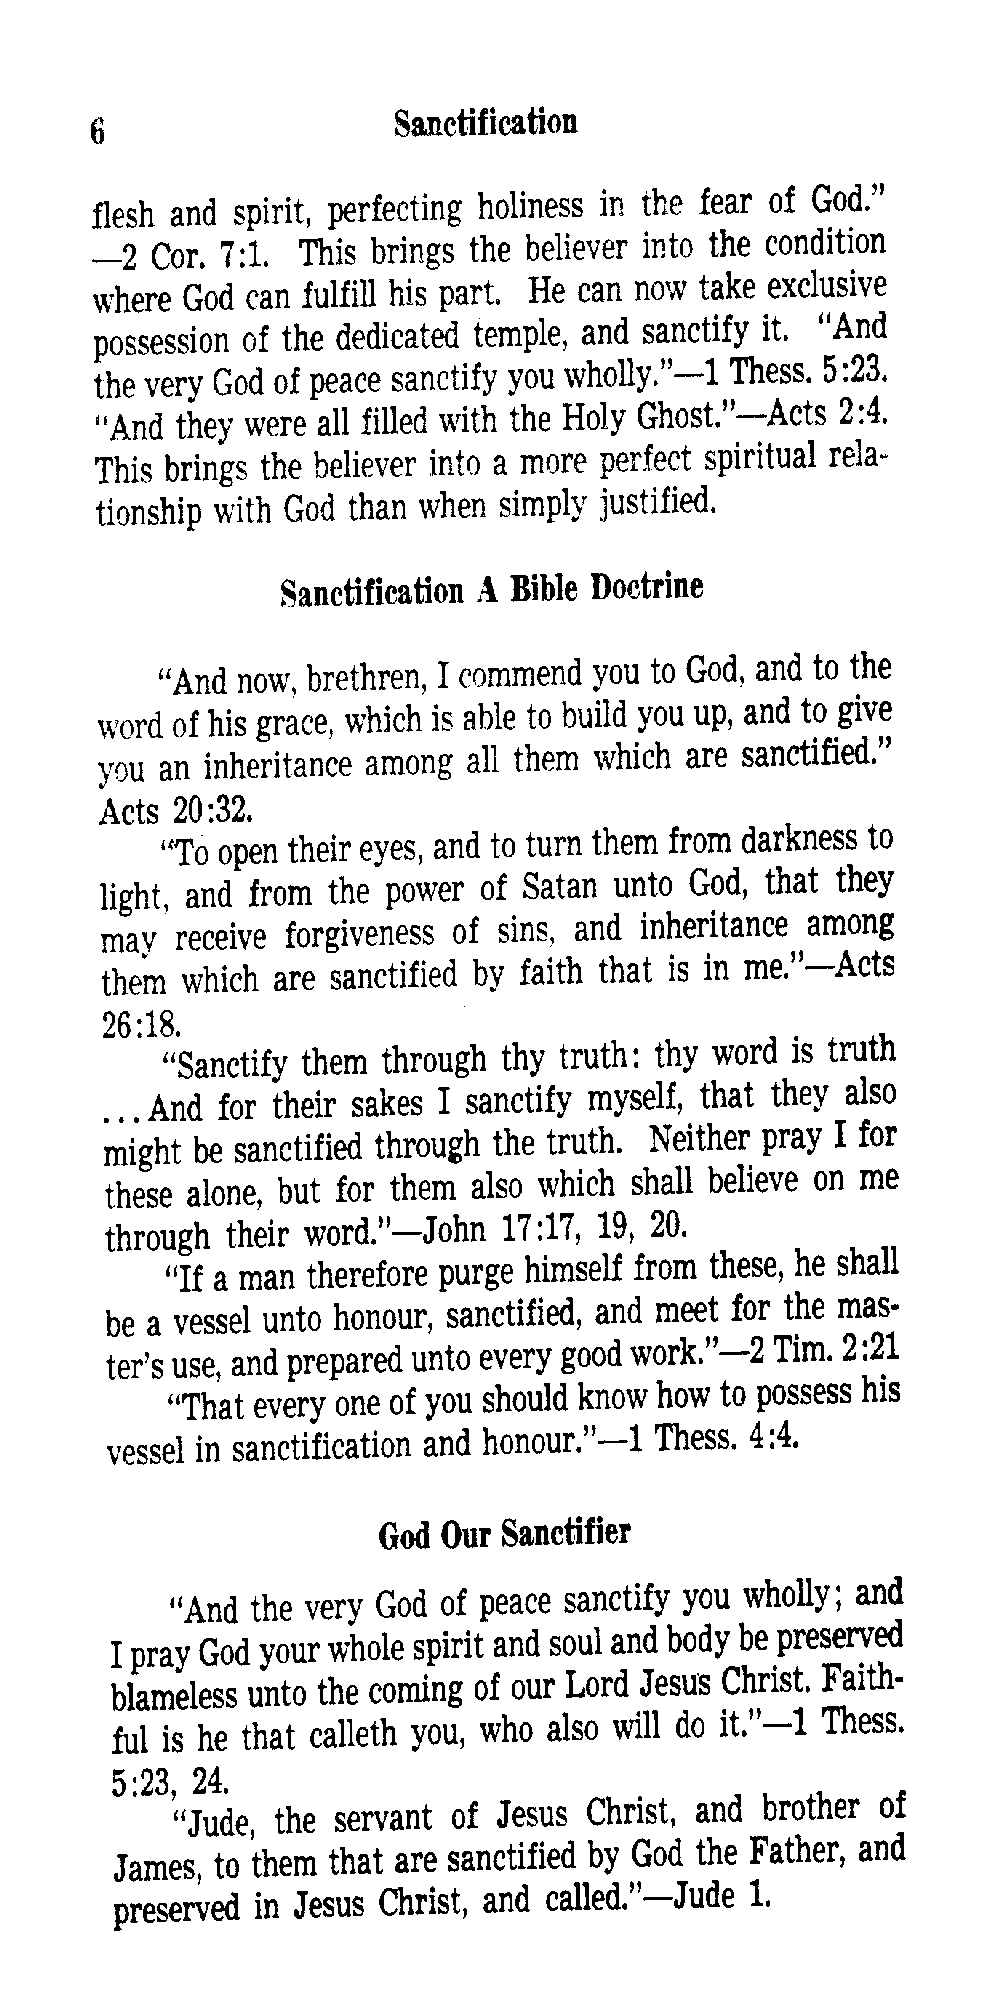 6 Sanctification
flesh and spirit, perfecting holiness in the fear of God.”
—2 Cor. 7:1. This brings the believer into the condition
where God can fulfill his part. He can now take exclusive
possession of the dedicated temple, and sanctify it. “And
the very God of peace sanctify you wholly.”—1 Thess. 5:23.
“And they were all filled with the Holy Ghost.”—Acts 2:4.
This brings the believer into a more perfect spiritual rela-
tionship with God than when simply justified.
Sanctification A Bible Doctrine
“And now, brethren, I commend you to God, and to the
word of his grace, which is able to build you up, and to give
you an inheritance among all them which are sanctified.”
Acts 20:32.
“To open their eyes, and to turn them from darkness to
light, and from the power of Satan unto God, that they
may receive forgiveness of sins, and inheritance among
them which are sanctified by faith that is in me.”—Acts
26:18.
“Sanctify them through thy truth: thy word is truth
...And for their sakes I sanctify myself, that they also
might be sanctified through the truth. Neither pray I for
these alone, but for them also which shall believe on me
through their word.”—John 17:17, 19, 20.
“If a man therefore purge himself from these, he shall
be a vessel unto honour, sanctified, and meet for the mas-
ter’s use, and prepared unto every good work.”—2 Tim. 2:21
“That every one of you should know how to possess his
vessel in sanctification and honour.”—1 Thess. 4:4.
God Our Sanctifier
“And the very God of peace sanctify you wholly; and
I pray God your whole spirit and soul and body be preserved
blameless unto the coming of our Lord Jesus Christ. Faith-
ful is he that calleth you, who also will do it.”—1 Thess.
5:23, 24.
“Jude, the servant of Jesus Christ, and brother of
James, to them that are sanctified by God the Father, and
preserved in Jesus Christ, and called.”—Jude 1.